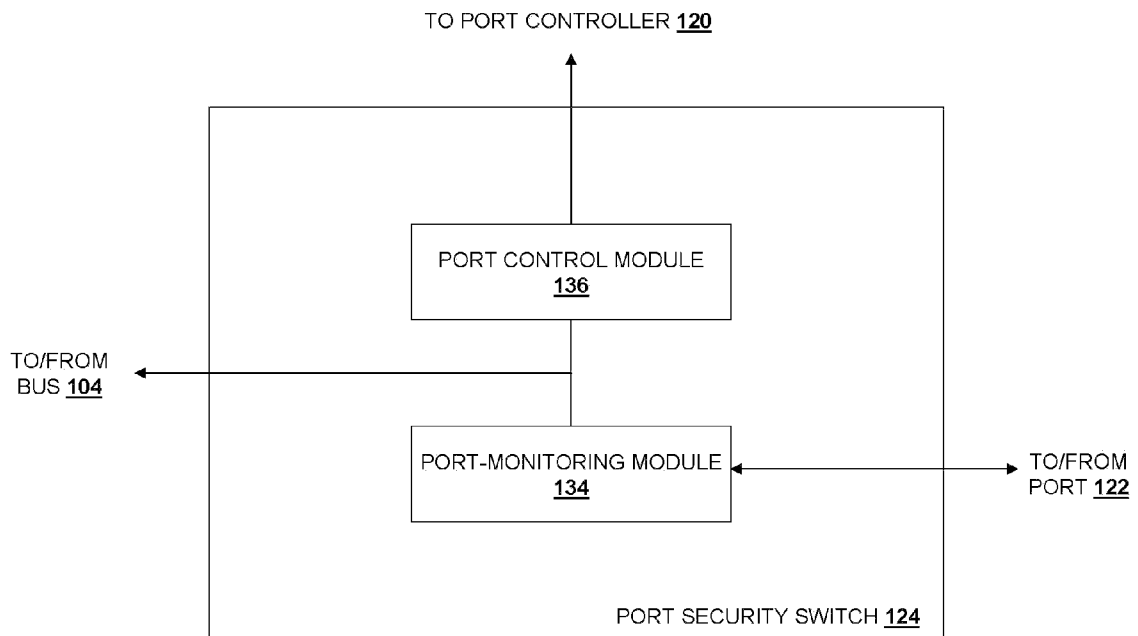 TO PORT CONTROLLER 120
PORT CONTROL MODULE
136
TO/FROM
BUS 104
PORT-MONITORING MODULE
134
TO/FROM
PORT 122
PORT SECURITY SWITCH 124